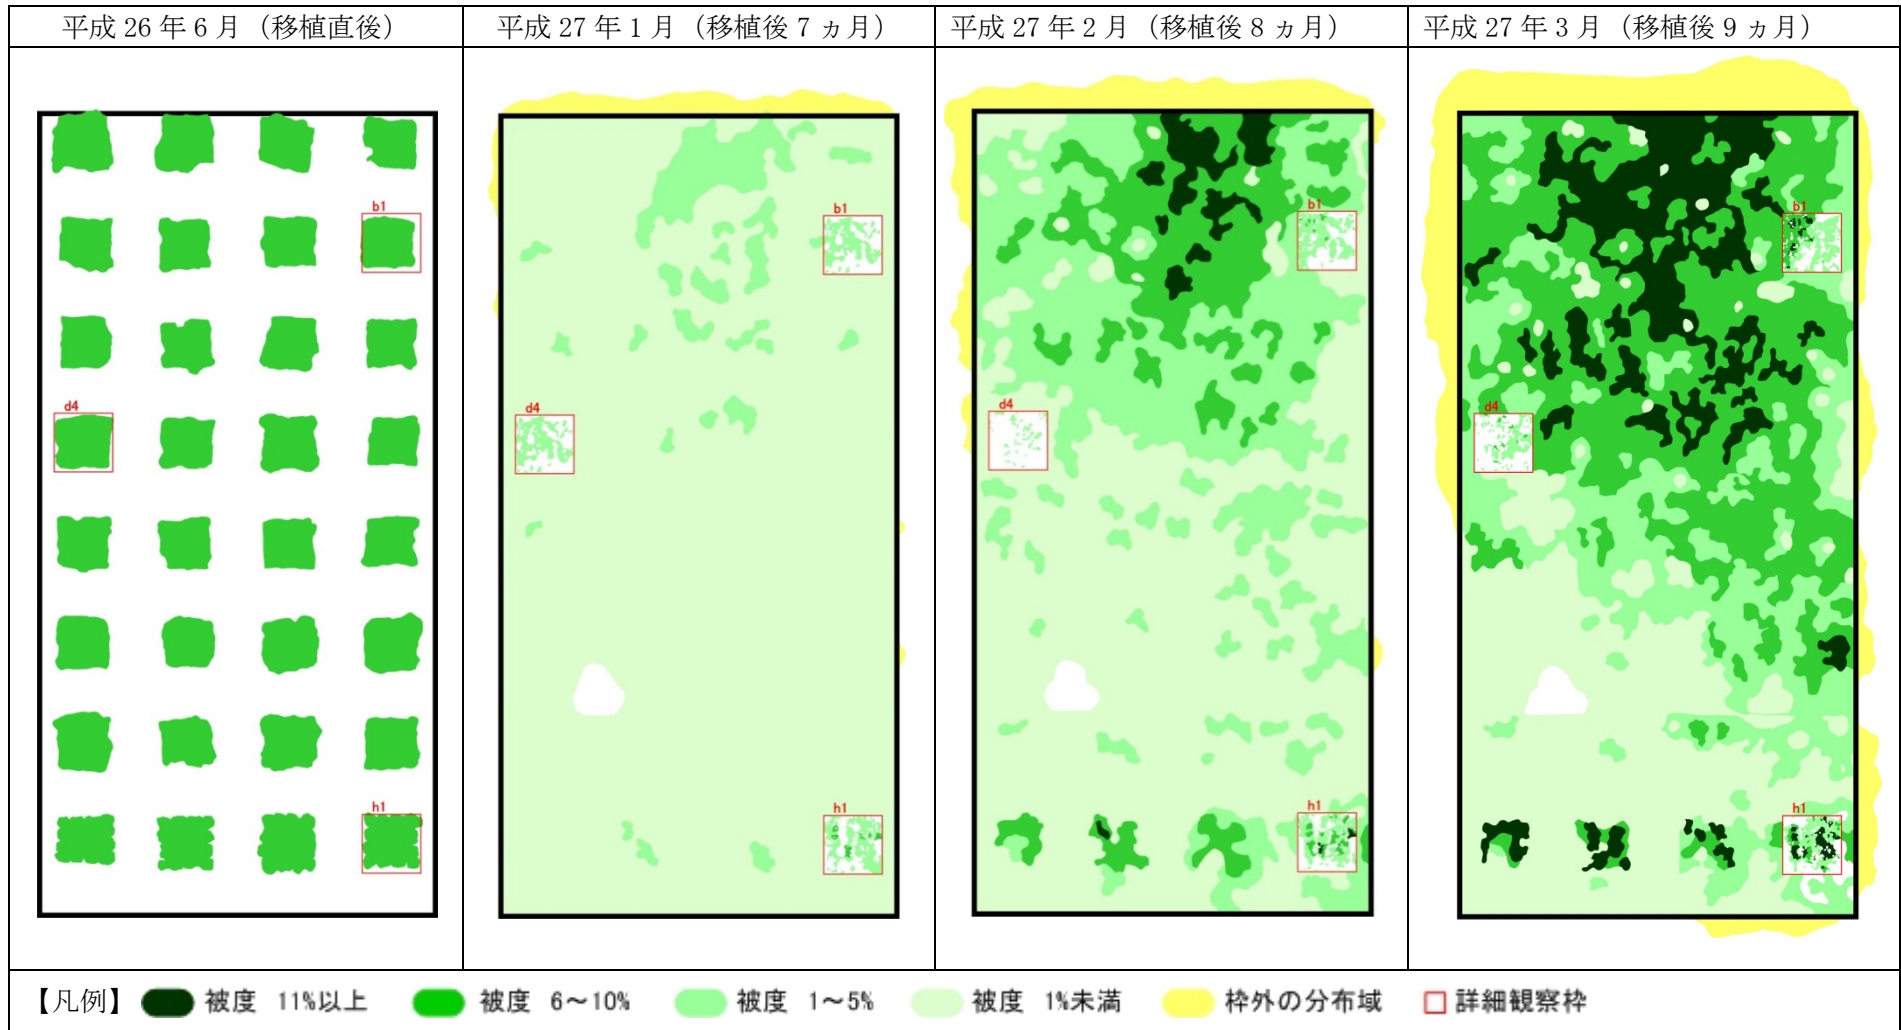 平成 26 年 6 月（移植直後）
平成 27 年 1 月（移植後 7 ヵ月）
平成 27 年 2 月（移植後 8 ヵ月）
平成 27 年 3 月（移植後 9 ヵ月）
b1
d4
h1
b1
d4
h1
b1
d4
h1
b1
d4
h1
【凡例】 被度 11%以上 被度 6～10% 被度 1～5% 被度 1%未満 枠外の分布域 詳細観察枠